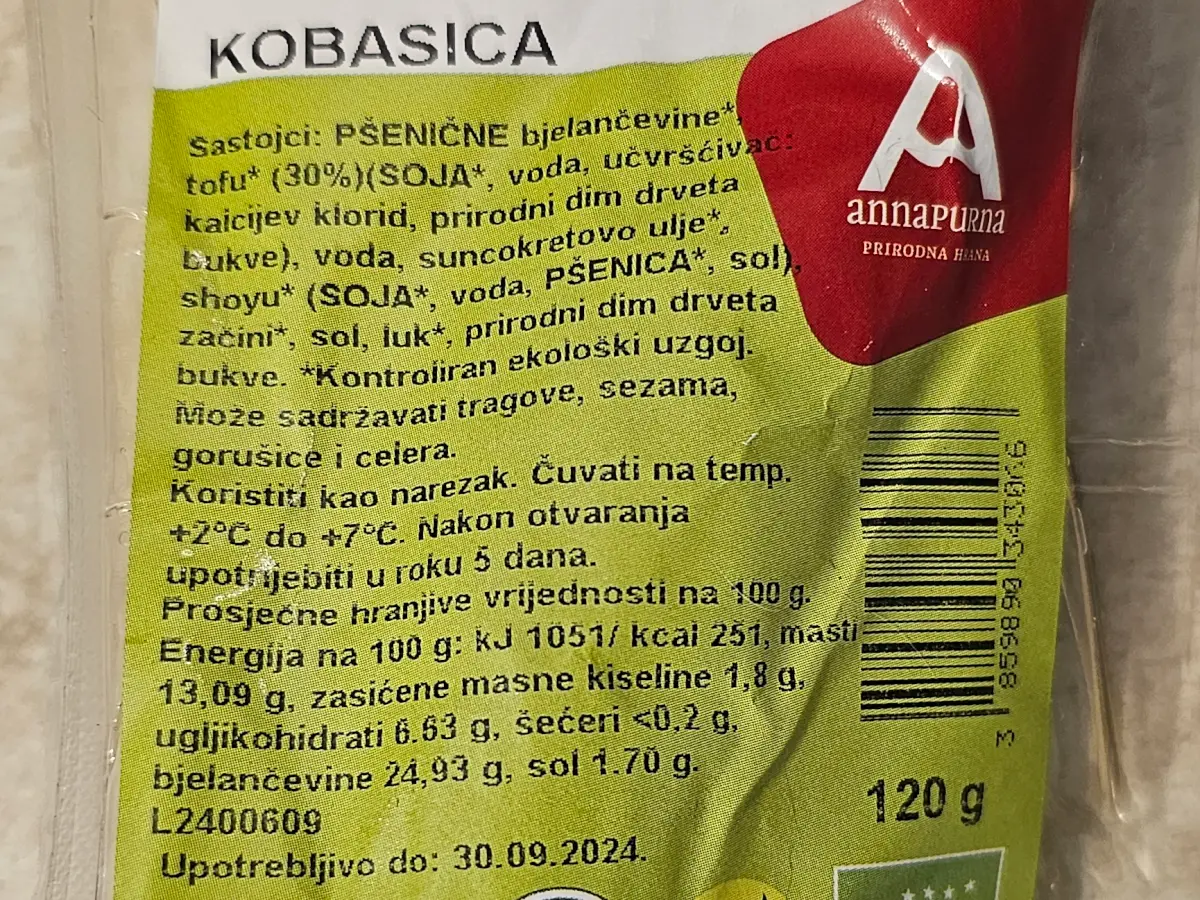 KOBASICA
Sastojci: PŠENIČNE bjelančevine*,
tofu* (30%)(SOJA*, voda, učvršćivač:
kalcijev klorid, prirodni dim drveta
bukve), voda, suncokretovo ulje*,
shoyu* (SOJA*, voda, PŠENICA*, sol),
začini*, sol, luk*, prirodni dim drveta
bukve. *Kontroliran ekološki uzgoj.
Može sadržavati tragove, sezama,
gorušice i celera.
Koristiti kao narezak. Čuvati na temp.
+2°C do +7°C. Nakon otvaranja
upotrijebiti u roku 5 dana.
Prosječne hranjive vrijednosti na 100 g.
Energija na 100 g: kJ 1051/ kcal 251, masti
13,09 g, zasićene masne kiseline 1,8 g,
ugljikohidrati 6.63 g, šećeri <0,2 g,
bjelančevine 24,93 g, sol 1.70 g.
L2400609
Upotrebljivo do: 30.09.2024.
annapurna
PRIRODNA HRANA
3 859890 343046
120 g